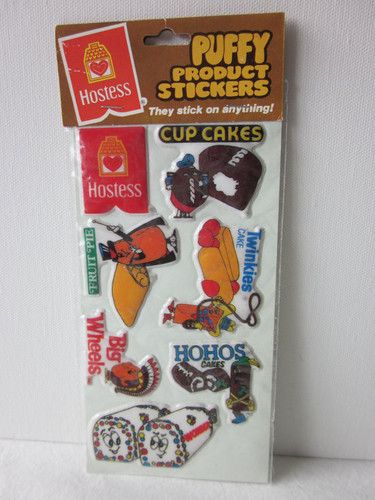 Hostess
PUFFY
PRODUCT
STICKERS
They stick on anything!
Hostess
CUP CAKES
FRUIT PIE
Twinkies
CAKE
Big
Wheels
HOHOS
CAKES